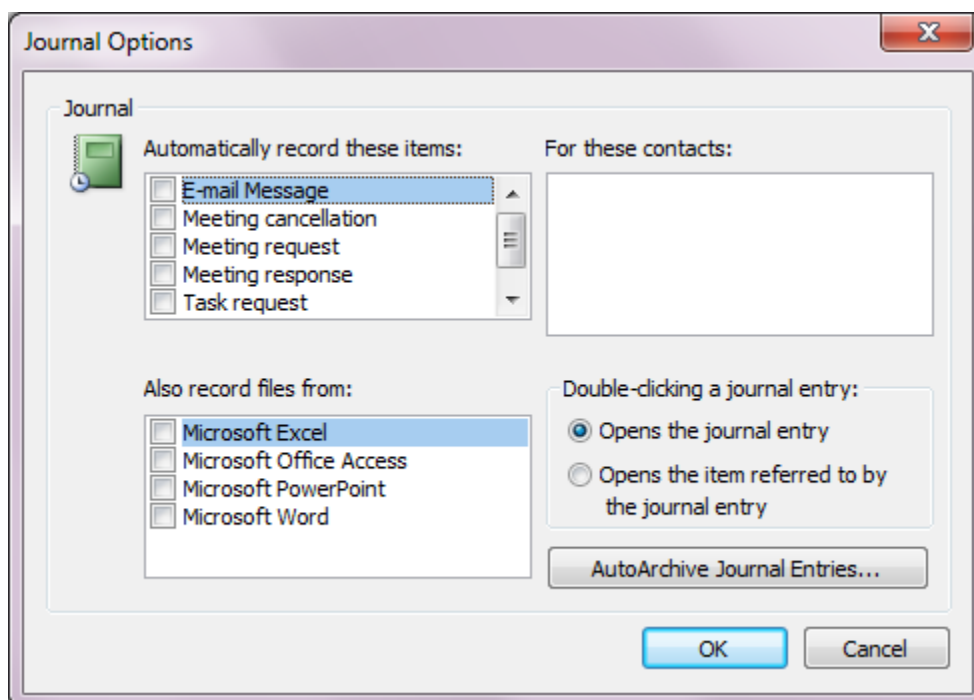 Journal Options
Journal
Automatically record these items:
E-mail Message
Meeting cancellation
Meeting request
Meeting response
Task request
For these contacts:
Also record files from:
Microsoft Excel
Microsoft Office Access
Microsoft PowerPoint
Microsoft Word
Double-clicking a journal entry:
Opens the journal entry
Opens the item referred to by
the journal entry
AutoArchive Journal Entries...
OK
Cancel